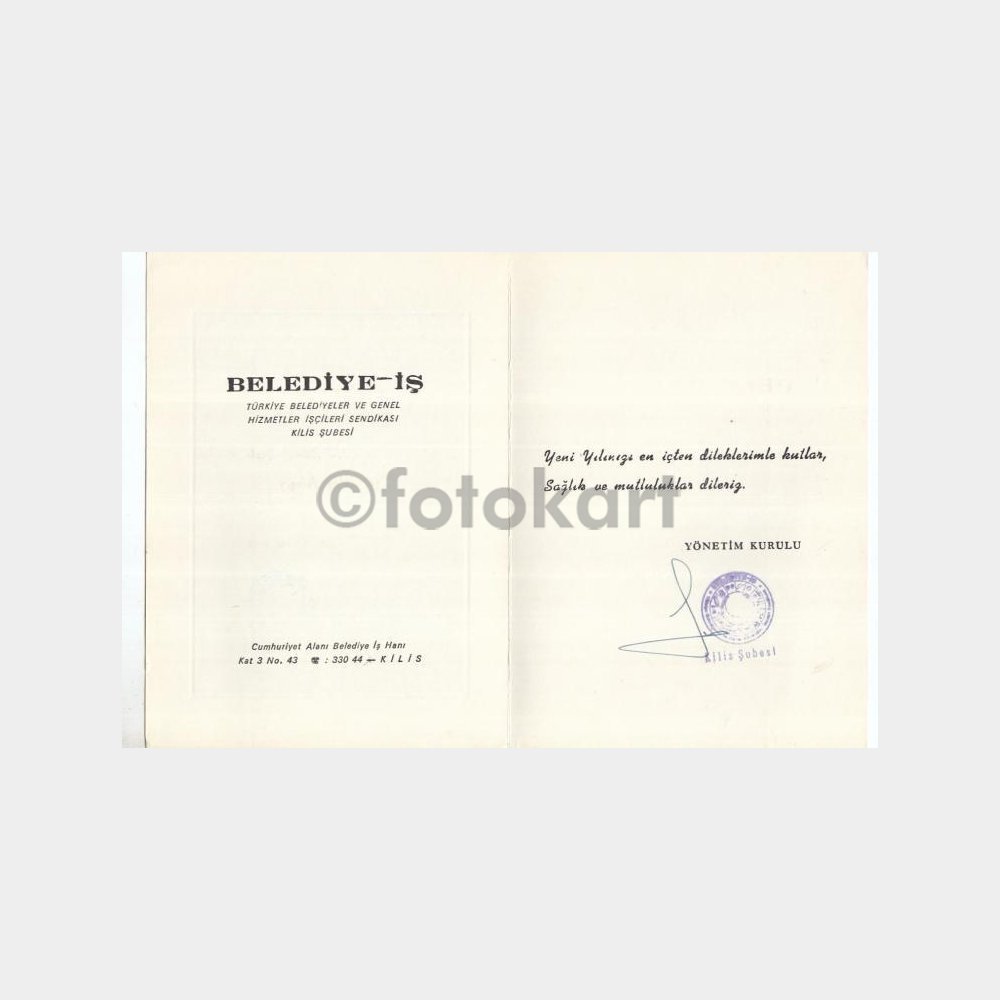 BELEDİYE-İŞ
TÜRKİYE BELEDİYELER VE GENEL
HİZMETLER İŞÇİLERİ SENDİKASI
KİLİS ŞUBESİ
Cumhuriyet Alanı Belediye İş Hanı
Kat 3 No. 43 ☎ : 330 44 — KİLİS
Yeni Yılınızı en içten dileklerimle kutlar,
Sağlık ve mutluluklar dileriz.
YÖNETİM KURULU
Kilis Şubesi
©fotokart